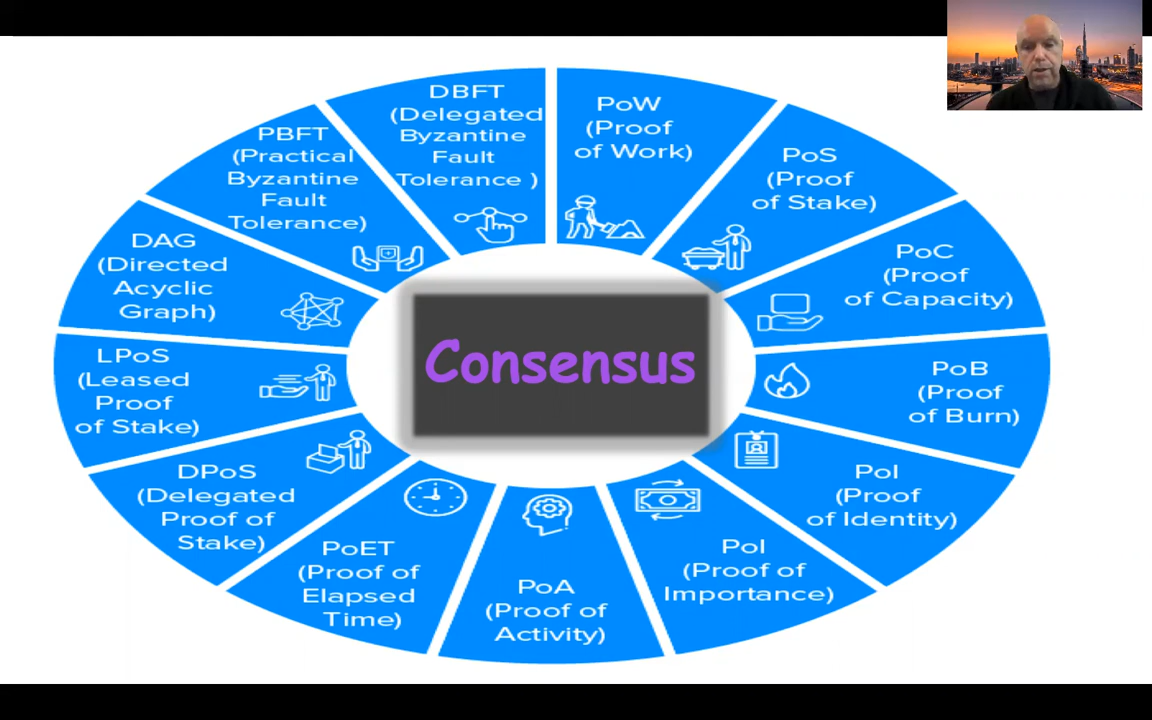 DBFT
(Delegated
Byzantine
Fault
Tolerance )
PoW
(Proof
of Work)
PoS
(Proof
of Stake)
PoC
(Proof
of Capacity)
PoB
(Proof
of Burn)
PoI
(Proof
of Identity)
PoI
(Proof of
Importance)
PoA
(Proof of
Activity)
PoET
(Proof of
Elapsed
Time)
DPoS
(Delegated
Proof of
Stake)
LPoS
(Leased
Proof
of Stake)
DAG
(Directed
Acyclic
Graph)
PBFT
(Practical
Byzantine
Fault
Tolerance)
Consensus